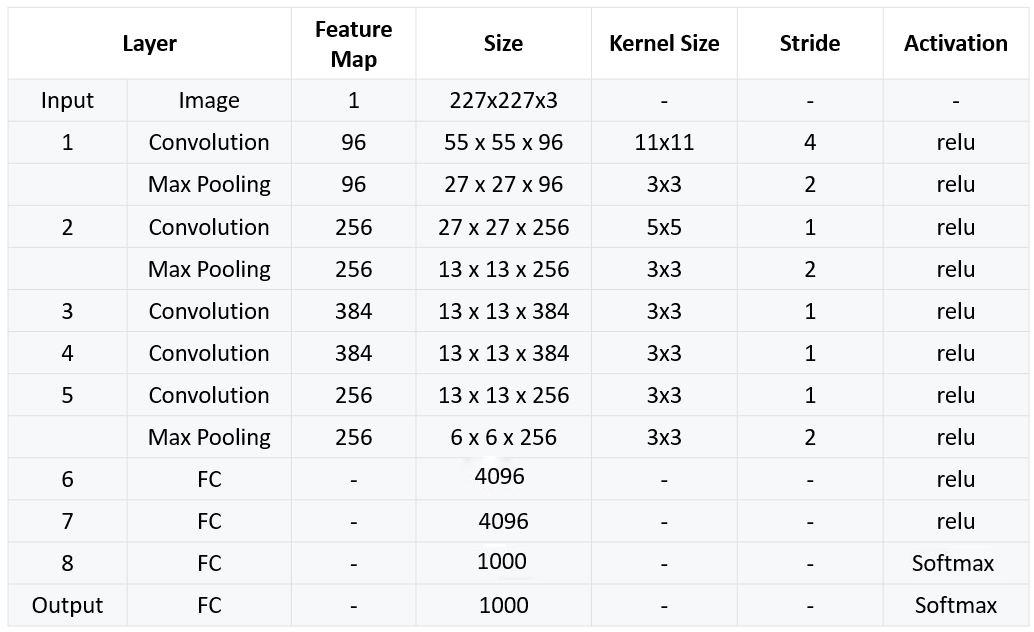 Layer Feature Map Size Kernel Size Stride Activation
Input Image 1 227x227x3 - - -
1 Convolution 96 55 x 55 x 96 11x11 4 relu
Max Pooling 96 27 x 27 x 96 3x3 2 relu
2 Convolution 256 27 x 27 x 256 5x5 1 relu
Max Pooling 256 13 x 13 x 256 3x3 2 relu
3 Convolution 384 13 x 13 x 384 3x3 1 relu
4 Convolution 384 13 x 13 x 384 3x3 1 relu
5 Convolution 256 13 x 13 x 256 3x3 1 relu
Max Pooling 256 6 x 6 x 256 3x3 2 relu
6 FC - 4096 - - relu
7 FC - 4096 - - relu
8 FC - 1000 - - Softmax
Output FC - 1000 - - Softmax